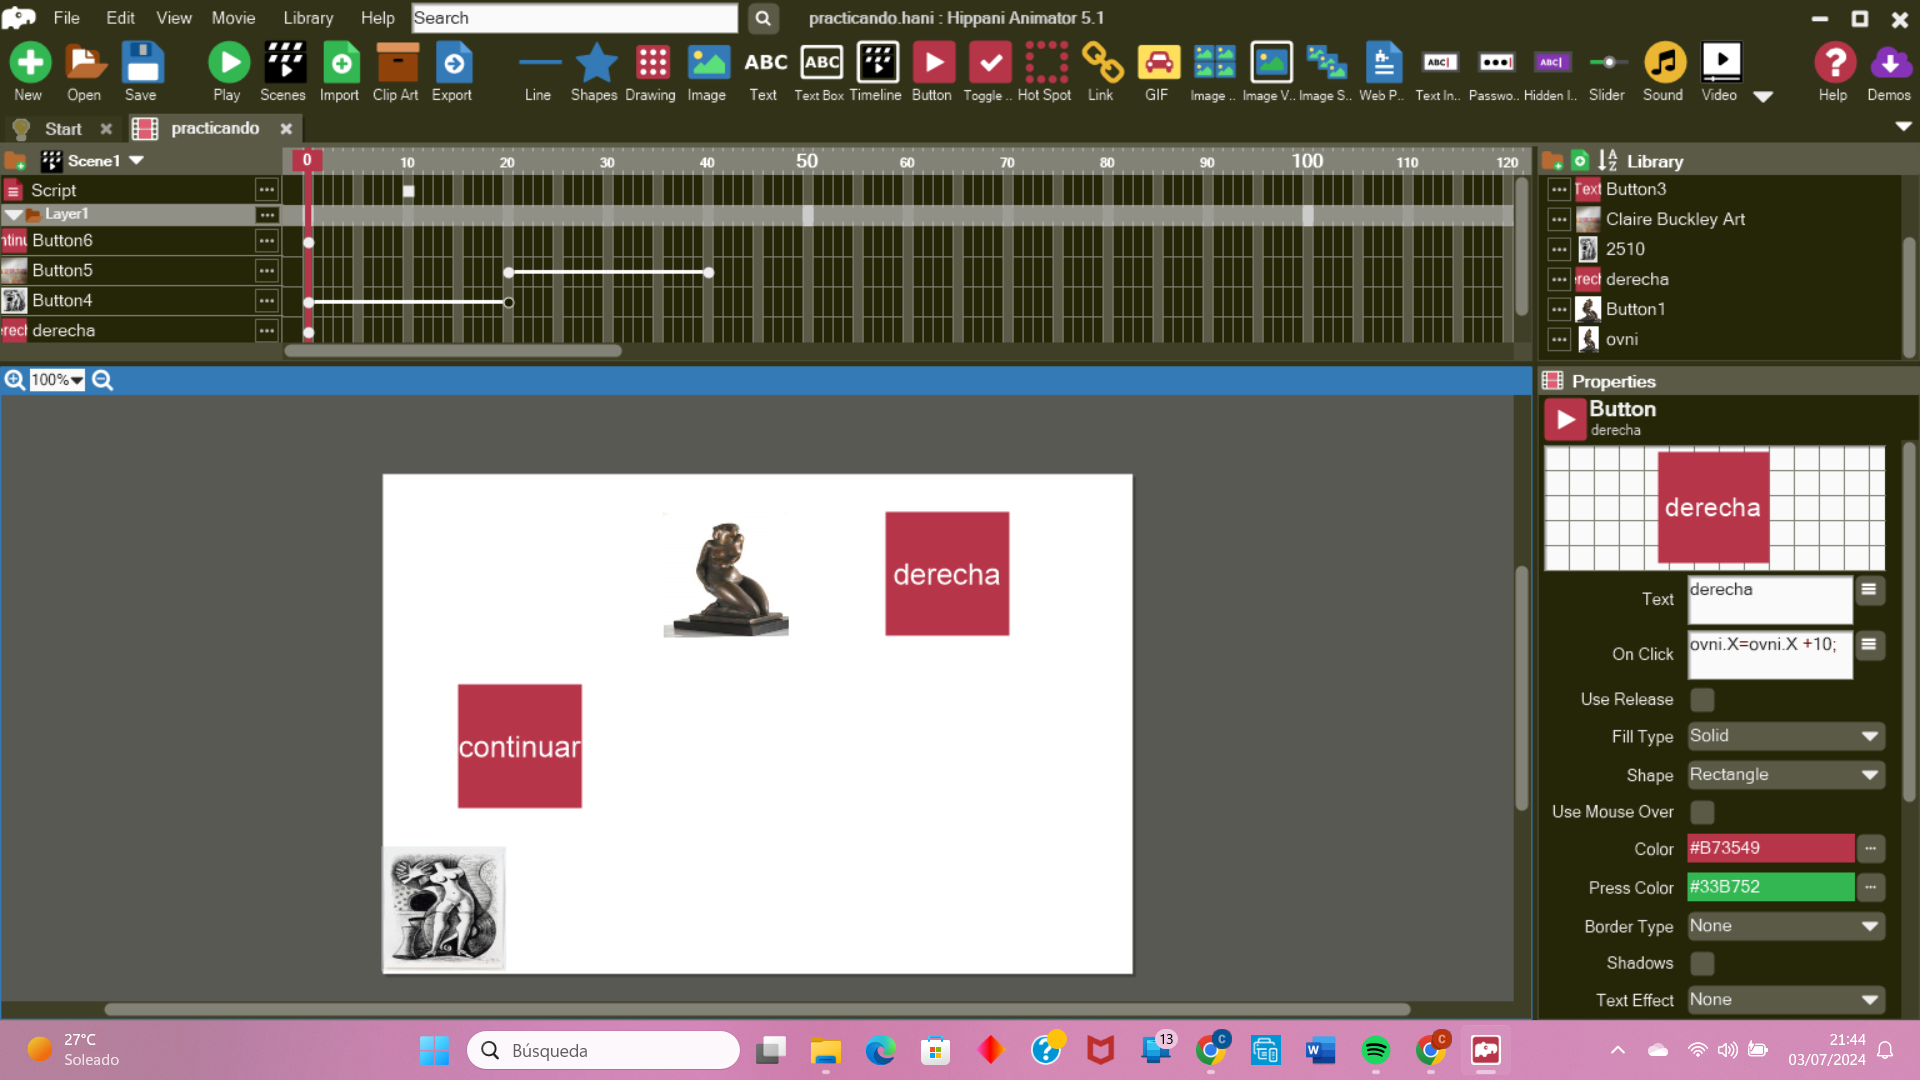 File Edit View Movie Library Help Search practicando.hani : Hippani Animator 5.1
ABC ABC ABC ABC
New Open Save Play Scenes Import Clip Art Export Line Shapes Drawing Image Text Text Box Timeline Button Toggle .. Hot Spot Link GIF Image .. Image V.. Image S.. Web P.. Text In.. Passwo.. Hidden I.. Slider Sound Video Help Demos
Start practicando
Scene1 0 10 20 30 40 50 60 70 80 90 100 110 120 Library
Script
Layer1
Button6
Button5
Button4
derecha
Text Button3
Claire Buckley Art
2510
derecha
Button1
ovni
100%
derecha
continuar
Properties
Button
derecha
derecha
Text derecha
On Click ovni.X=ovni.X +10;
Use Release
Fill Type Solid
Shape Rectangle
Use Mouse Over
Color #B73549
Press Color #33B752
Border Type None
Shadows
Text Effect None
27°C
Soleado
Búsqueda
13
C
C
21:44
03/07/2024